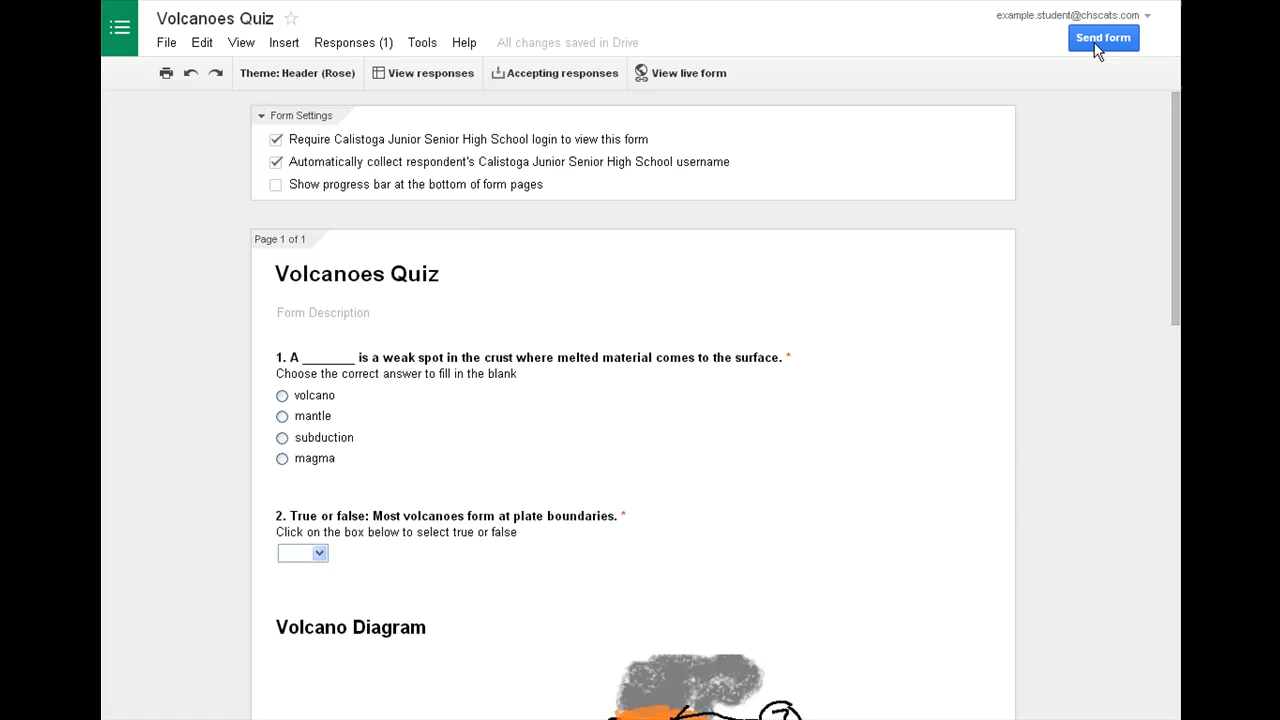 Volcanoes Quiz
example.student@chscats.com
File Edit View Insert Responses (1) Tools Help All changes saved in Drive
Send form
Theme: Header (Rose) View responses Accepting responses View live form
Form Settings
Require Calistoga Junior Senior High School login to view this form
Automatically collect respondent's Calistoga Junior Senior High School username
Show progress bar at the bottom of form pages
Page 1 of 1
Volcanoes Quiz
Form Description
1. A ________ is a weak spot in the crust where melted material comes to the surface. *
Choose the correct answer to fill in the blank
volcano
mantle
subduction
magma
2. True or false: Most volcanoes form at plate boundaries. *
Click on the box below to select true or false
Volcano Diagram